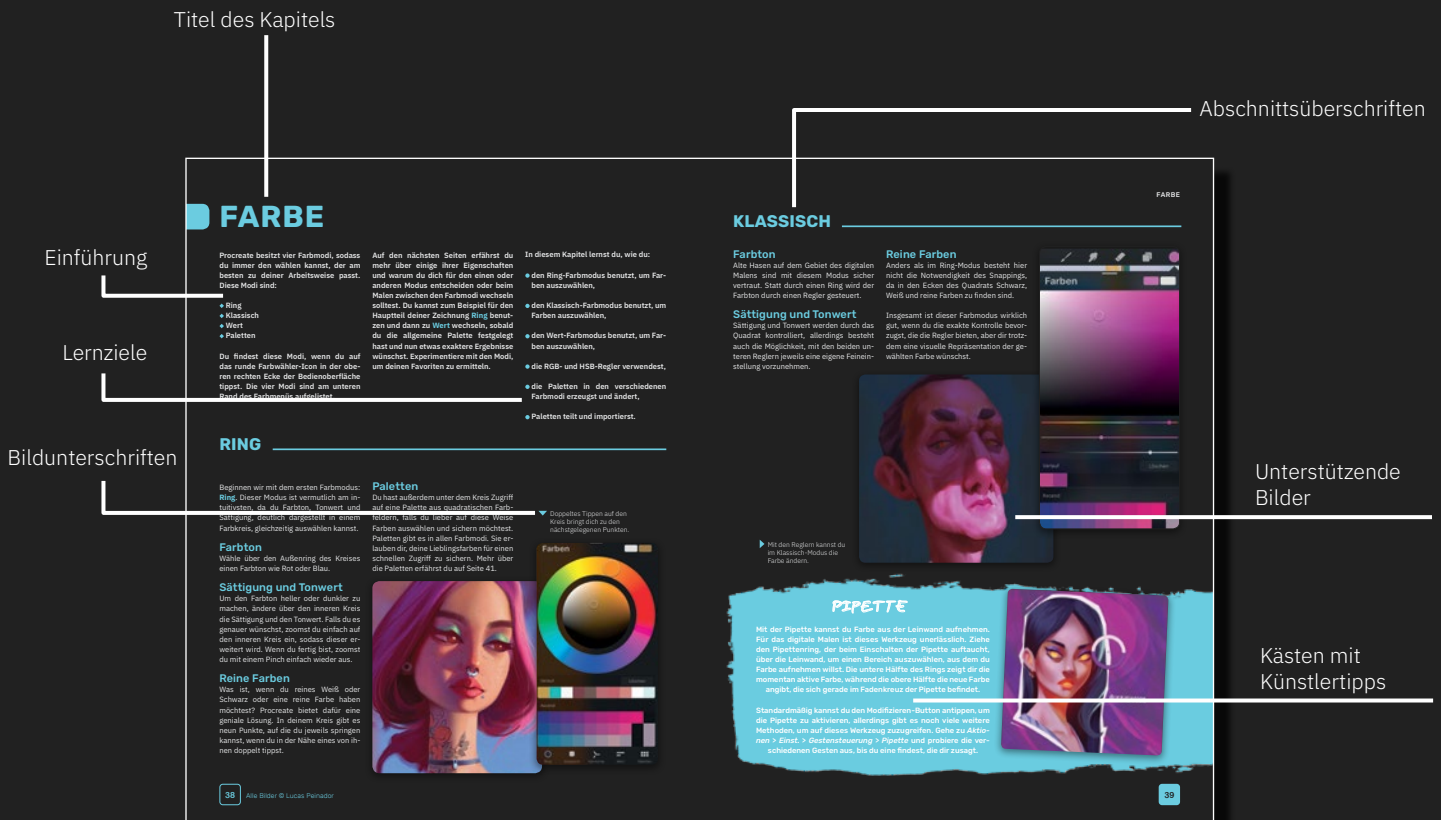 Titel des Kapitels
Abschnittsüberschriften
Einführung
Lernziele
Bildunterschriften
Unterstützende
Bilder
Kästen mit
Künstlertipps
FARBE
Procreate besitzt vier Farbmodi, sodass
du immer den wählen kannst, der am
besten zu deiner Arbeitsweise passt.
Diese Modi sind:
Ring
Klassisch
Wert
Paletten
Du findest diese Modi, wenn du auf
das runde Farbwähler-Icon in der obe-
ren rechten Ecke der Bedienoberfläche
tippst. Die vier Modi sind am unteren
Rand des Farbmenüs aufgelistet.
Auf den nächsten Seiten erfährst du
mehr über einige ihrer Eigenschaften
und warum du dich für den einen oder
anderen Modus entscheiden oder beim
Malen zwischen den Farbmodi wechseln
solltest. Du kannst zum Beispiel für den
Hauptteil deiner Zeichnung Ring benut-
zen und dann zu Wert wechseln, sobald
du die allgemeine Palette festgelegt
hast und nun etwas exaktere Ergebnisse
wünschst. Experimentiere mit den Modi,
um deinen Favoriten zu ermitteln.
In diesem Kapitel lernst du, wie du:
den Ring-Farbmodus benutzt, um Far-
ben auszuwählen,
den Klassisch-Farbmodus benutzt, um
Farben auszuwählen,
den Wert-Farbmodus benutzt, um Far-
ben auszuwählen,
die RGB- und HSB-Regler verwendest,
die Paletten in den verschiedenen
Farbmodi erzeugst und änderst,
Paletten teilt und importierst.
RING
Beginnen wir mit dem ersten Farbmodus:
Ring. Dieser Modus ist vermutlich am in-
tuitivsten, da du Farbton, Tonwert und
Sättigung, deutlich dargestellt in einem
Farbkreis, gleichzeitig auswählen kannst.
Farbton
Wähle über den Außenring des Kreises
einen Farbton wie Rot oder Blau.
Sättigung und Tonwert
Um den Farbton heller oder dunkler zu
machen, ändere über den inneren Kreis
die Sättigung und den Tonwert. Falls du es
genauer wünschst, zoomst du einfach auf
den inneren Kreis ein, sodass dieser er-
weitert wird. Wenn du fertig bist, zoomst
du mit einem Pinch einfach wieder aus.
Reine Farben
Was ist, wenn du reines Weiß oder
Schwarz oder eine reine Farbe haben
möchtest? Procreate bietet dafür eine
geniale Lösung. In deinem Kreis gibt es
neun Punkte, auf die du jeweils springen
kannst, wenn du in der Nähe eines von ih-
nen doppelt tippst.
Paletten
Du hast außerdem unter dem Kreis Zugriff
auf eine Palette aus quadratischen Farb-
feldern, falls du lieber auf diese Weise
Farben auswählen und sichern möchtest.
Paletten gibt es in allen Farbmodi. Sie er-
lauben dir, deine Lieblingsfarben für einen
schnellen Zugriff zu sichern. Mehr über
die Paletten erfährst du auf Seite 41.
Doppeltes Tippen auf den
Kreis bringt dich zu den
nächstgelegenen Punkten.
Farben
Verlauf
Löschen
38
Alle Bilder © Lucas Peinador
FARBE
KLASSISCH
Farbton
Alte Hasen auf dem Gebiet des digitalen
Malens sind mit diesem Modus sicher
vertraut. Statt durch einen Ring wird der
Farbton durch einen Regler gesteuert.
Sättigung und Tonwert
Sättigung und Tonwert werden durch das
Quadrat kontrolliert, allerdings besteht
auch die Möglichkeit, mit den beiden un-
teren Reglern jeweils eine eigene Feinein-
stellung vorzunehmen.
Reine Farben
Anders als im Ring-Modus besteht hier
nicht die Notwendigkeit des Snappings,
da in den Ecken des Quadrats Schwarz,
Weiß und reine Farben zu finden sind.
Insgesamt ist dieser Farbmodus wirklich
gut, wenn du die exakte Kontrolle bevor-
zugst, die die Regler bieten, aber dir trotz-
dem eine visuelle Repräsentation der ge-
wählten Farbe wünschst.
Farben
Verlauf
Löschen
Mit den Reglern kannst du
im Klassisch-Modus die
Farbe ändern.
PIPETTE
Mit der Pipette kannst du Farbe aus der Leinwand aufnehmen.
Für das digitale Malen ist dieses Werkzeug unerlässlich. Ziehe
den Pipettenring, der beim Einschalten der Pipette auftaucht,
über die Leinwand, um einen Bereich auszuwählen, aus dem du
Farbe aufnehmen willst. Die untere Hälfte des Rings zeigt dir die
momentan aktive Farbe, während die obere Hälfte die neue Farbe
angibt, die sich gerade im Fadenkreuz der Pipette befindet.
Standardmäßig kannst du den Modifizieren-Button antippen, um
die Pipette zu aktivieren, allerdings gibt es noch viele weitere
Methoden, um auf dieses Werkzeug zuzugreifen. Gehe zu Aktio-
nen > Einst. > Gestensteuerung > Pipette und probiere die ver-
schiedenen Gesten aus, bis du eine findest, die dir zusagt.
39